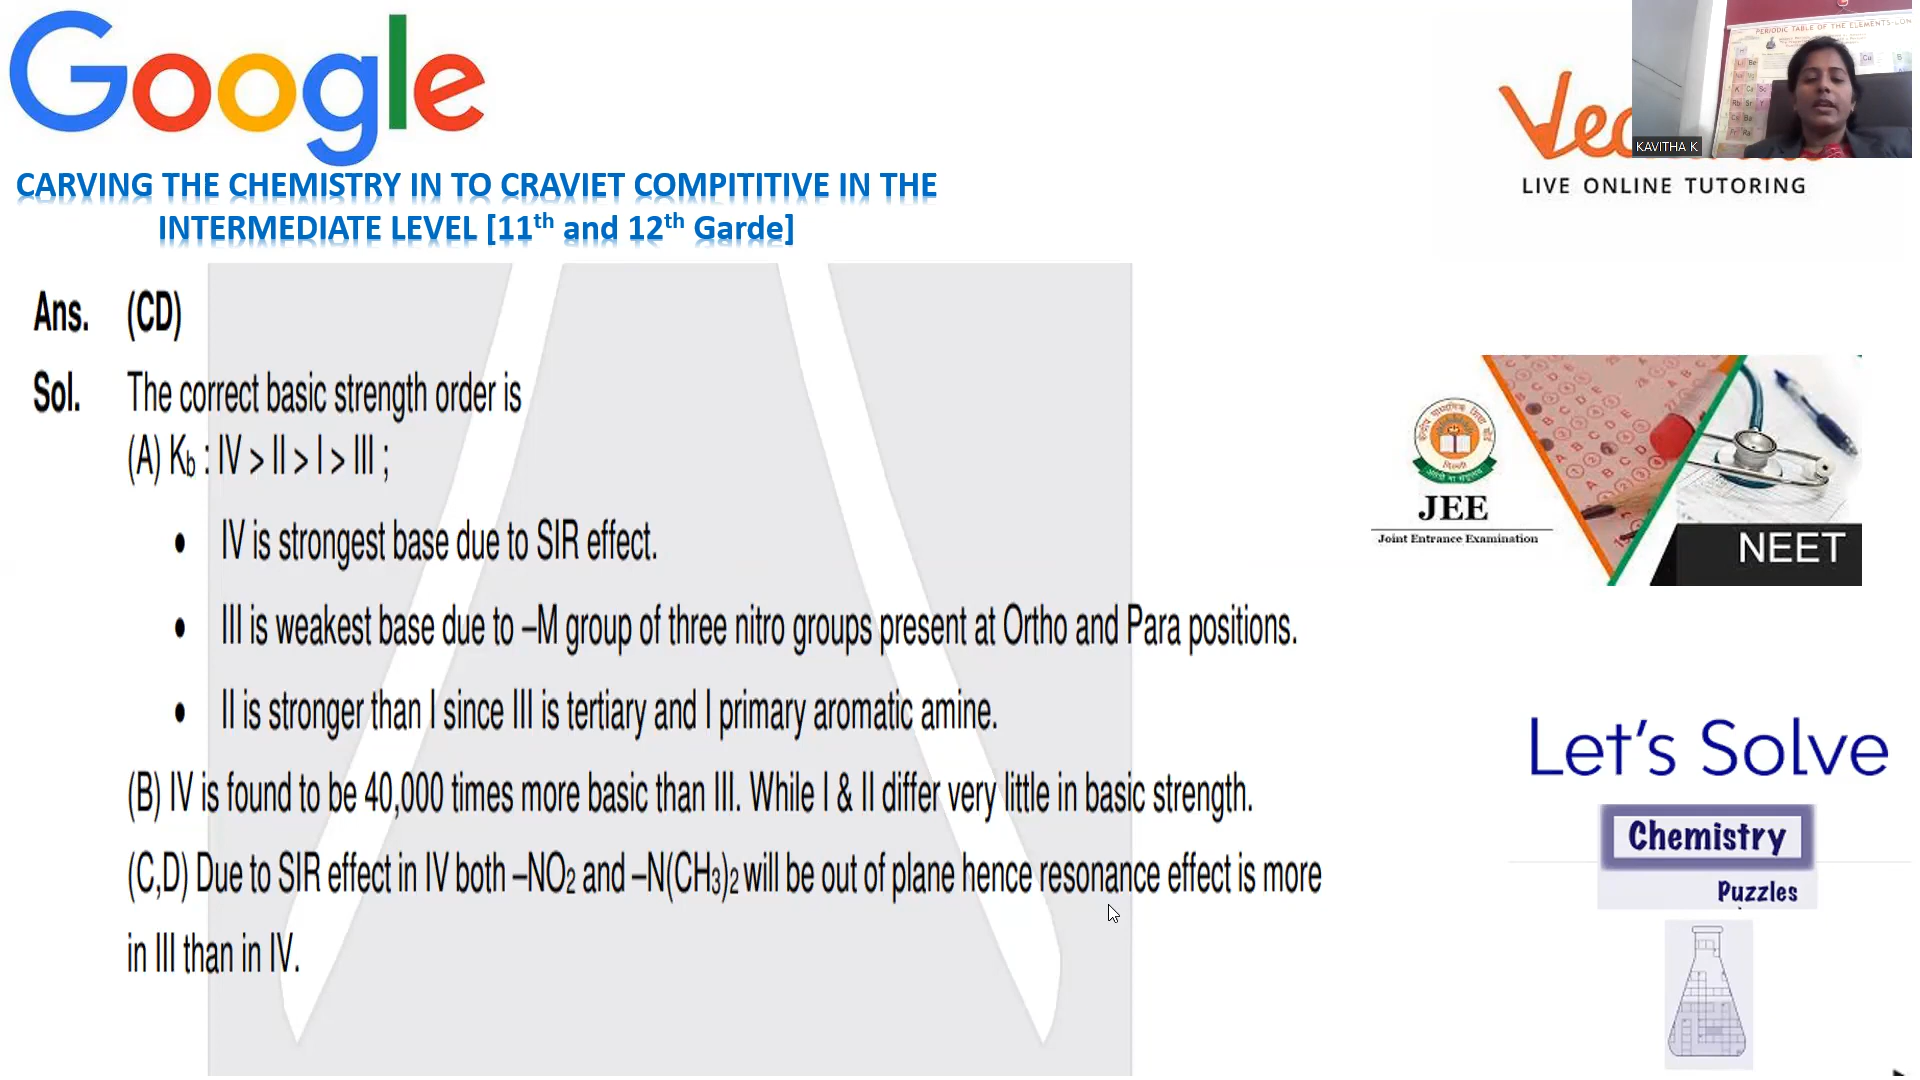 Google
KAVITHA K
LIVE ONLINE TUTORING
CARVING THE CHEMISTRY IN TO CRAVIET COMPITITIVE IN THE
INTERMEDIATE LEVEL [11th and 12th Garde]
Ans. (CD)
Sol. The correct basic strength order is
(A) Kb : IV > II > I > III ;
• IV is strongest base due to SIR effect.
• III is weakest base due to –M group of three nitro groups present at Ortho and Para positions.
• II is stronger than I since III is tertiary and I primary aromatic amine.
(B) IV is found to be 40,000 times more basic than III. While I & II differ very little in basic strength.
(C,D) Due to SIR effect in IV both –NO2 and –N(CH3)2 will be out of plane hence resonance effect is more
in III than in IV.
JEE
Joint Entrance Examination
NEET
Let's Solve
Chemistry
Puzzles